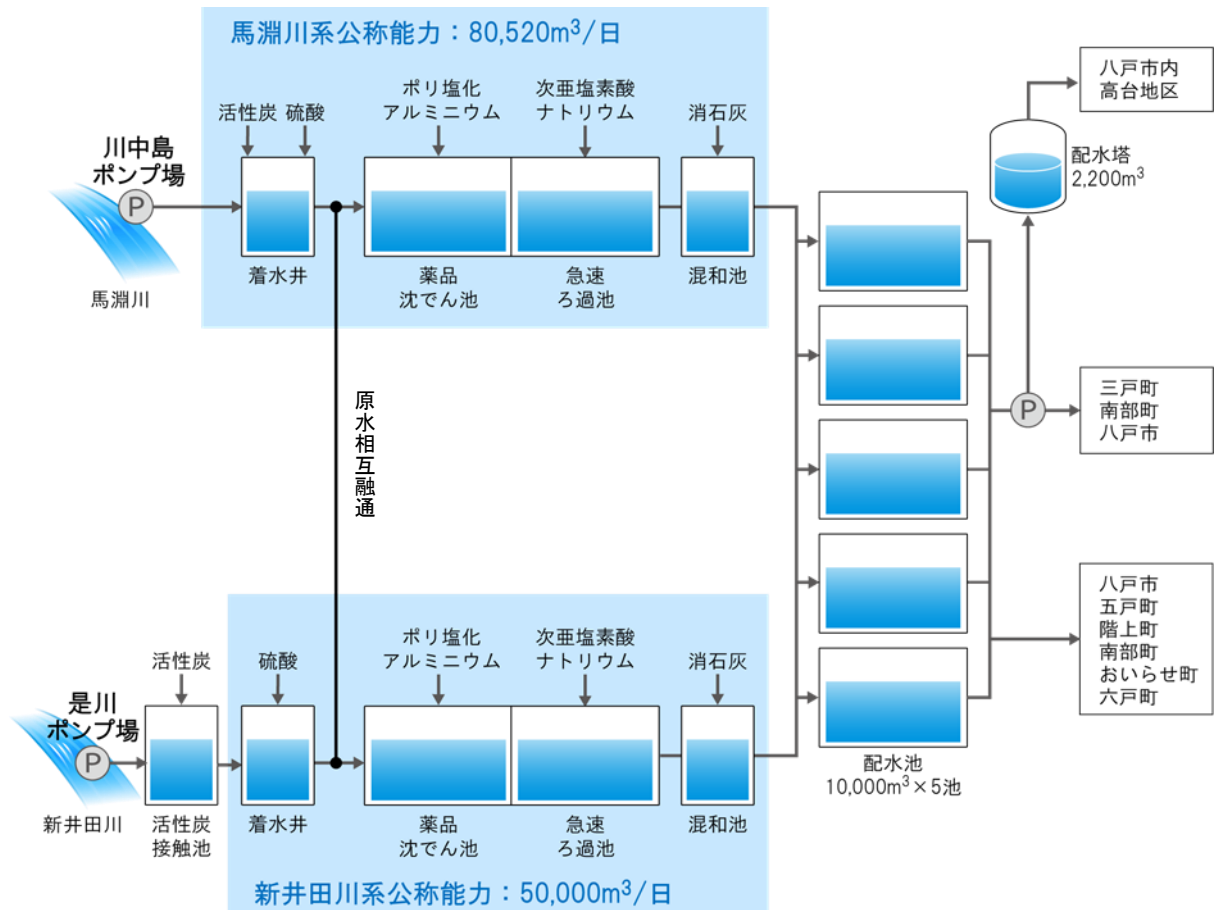 馬淵川系公称能力：80,520m³/日
ポリ塩化
アルミニウム
次亜塩素酸
ナトリウム
活性炭
硫酸
消石灰
川中島
ポンプ場
P
馬淵川
着水井
薬品
沈でん池
急速
ろ過池
混和池
八戸市内
高台地区
配水塔
2,200m³
原水相互融通
P
三戸町
南部町
八戸市
ポリ塩化
アルミニウム
次亜塩素酸
ナトリウム
活性炭
硫酸
消石灰
是川
ポンプ場
P
新井田川
活性炭
接触池
着水井
薬品
沈でん池
急速
ろ過池
混和池
配水池
10,000m³×5池
八戸市
五戸町
階上町
南部町
おいらせ町
六戸町
新井田川系公称能力：50,000m³/日